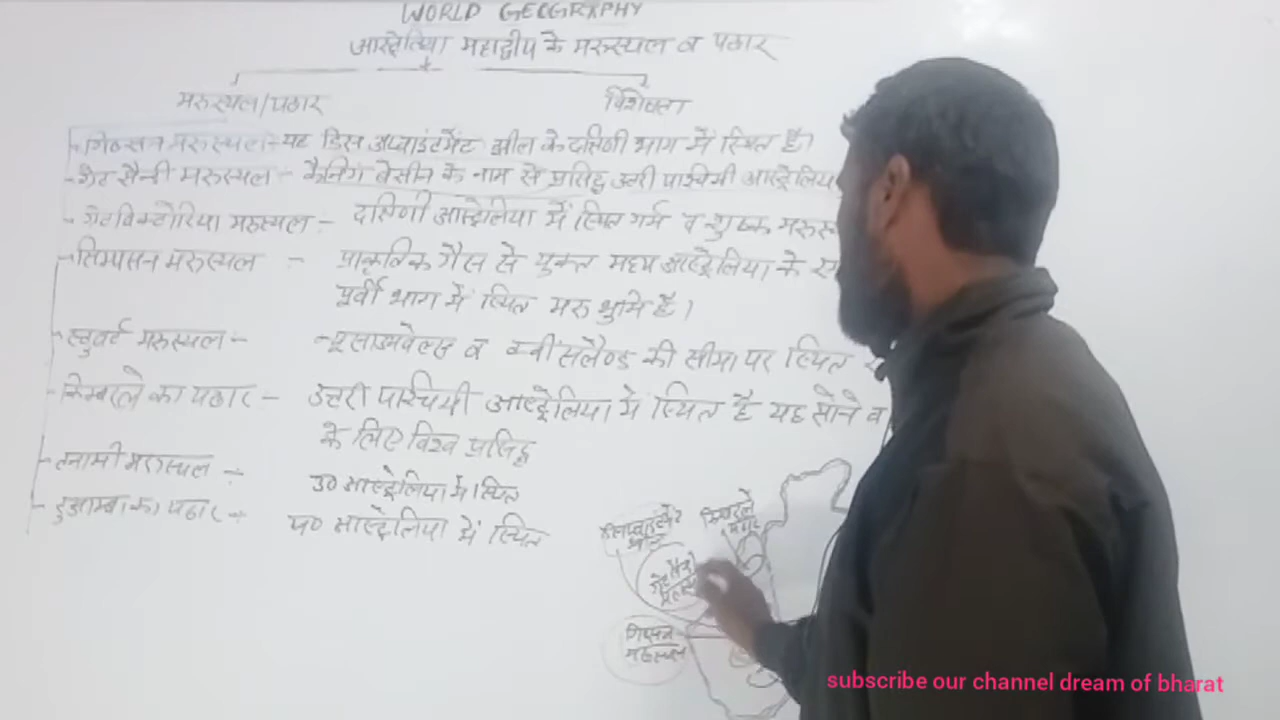 WORLD GEOGRAPHY
आस्ट्रेलिया महाद्वीप के मरुस्थल व पठार
मरुस्थल/पठार
विशेषता
गिब्सन मरुस्थल - यह डिस अप्वाइंटमेंट झील के दक्षिणी भाग में स्थित है।
ग्रेट सैन्डी मरुस्थल - कैनिंग बेसीन के नाम से प्रसिद्ध उत्तरी पश्चिमी आस्ट्रेलिया
ग्रेट विक्टोरिया मरुस्थल :- दक्षिणी आस्ट्रेलिया में स्थित गर्म व शुष्क
सिम्पसन मरुस्थल :- प्राकृतिक गैस से युक्त मध्य आस्ट्रेलिया के
पूर्वी भाग में स्थित मरु भूमि है।
स्टुवर्ट मरुस्थल - न्यू साउथ वेल्स व क्वींसलैण्ड की सीमा पर स्थित
किम्बरले का पठार - उत्तरी पश्चिमी आस्ट्रेलिया में स्थित है यह सोने व
के लिए विश्व प्रसिद्ध
तनामी मरुस्थल :- उ० आस्ट्रेलिया में स्थित
का पठार :- प० आस्ट्रेलिया में स्थित
किम्बरले
पठार
झील
ग्रेट सैंडी
गिब्सन
मरुस्थल
subscribe our channel dream of bharat